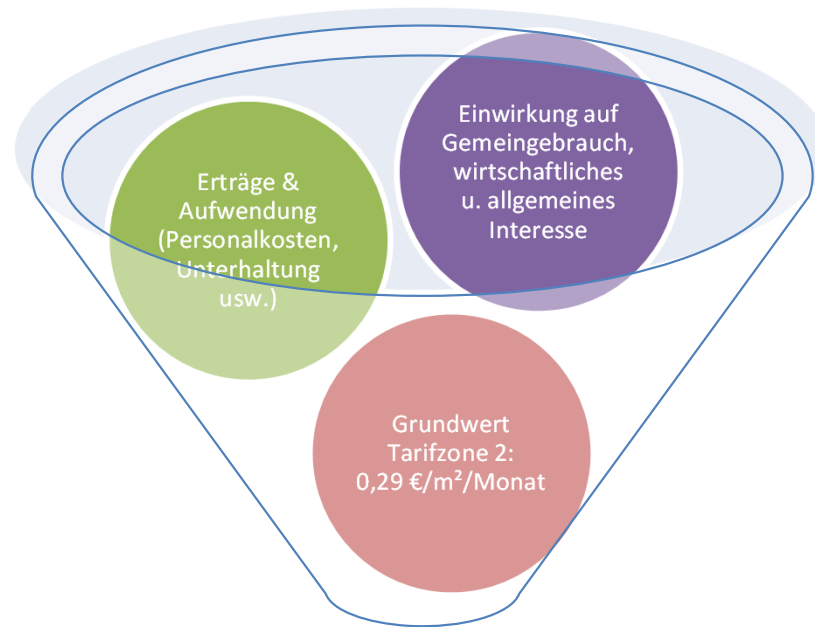 Einwirkung auf
Gemeingebrauch,
wirtschaftliches
u. allgemeines
Interesse
Erträge &
Aufwendung
(Personalkosten,
Unterhaltung
usw.)
Grundwert
Tarifzone 2:
0,29 €/m²/Monat